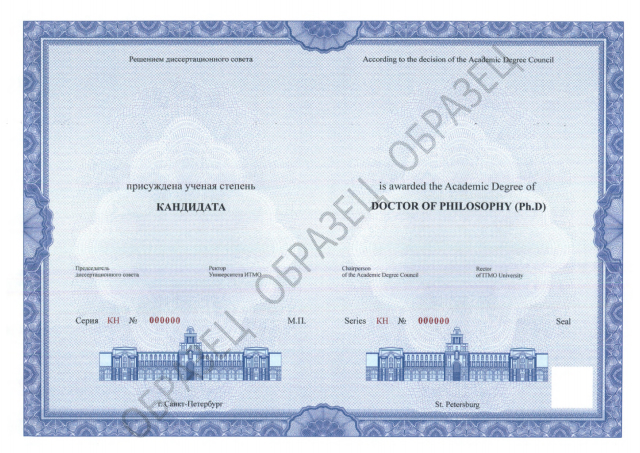 Решением диссертационного совета
присуждена ученая степень
КАНДИДАТА
Председатель
диссертационного совета
Ректор
Университета ИТМО
Серия КН № 000000
М.П.
г. Санкт-Петербург
According to the decision of the Academic Degree Council
is awarded the Academic Degree of
DOCTOR OF PHILOSOPHY (Ph.D)
Chairperson
of the Academic Degree Council
Rector
of ITMO University
Series КН № 000000
Seal
St. Petersburg
ОБРАЗЕЦ ОБРАЗЕЦ ОБРАЗЕЦ